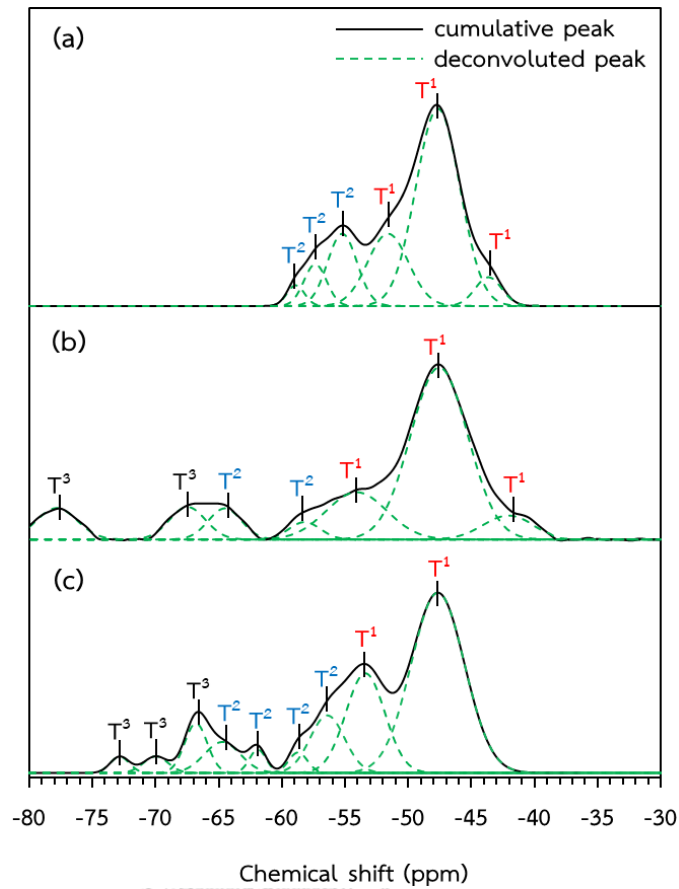 (a)
cumulative peak
deconvoluted peak
T¹
T² T² T² T¹ T¹
(b)
T¹
T³ T³ T² T² T¹ T¹
(c)
T¹
T³ T³ T³ T² T² T² T² T¹
-80 -75 -70 -65 -60 -55 -50 -45 -40 -35 -30
Chemical shift (ppm)